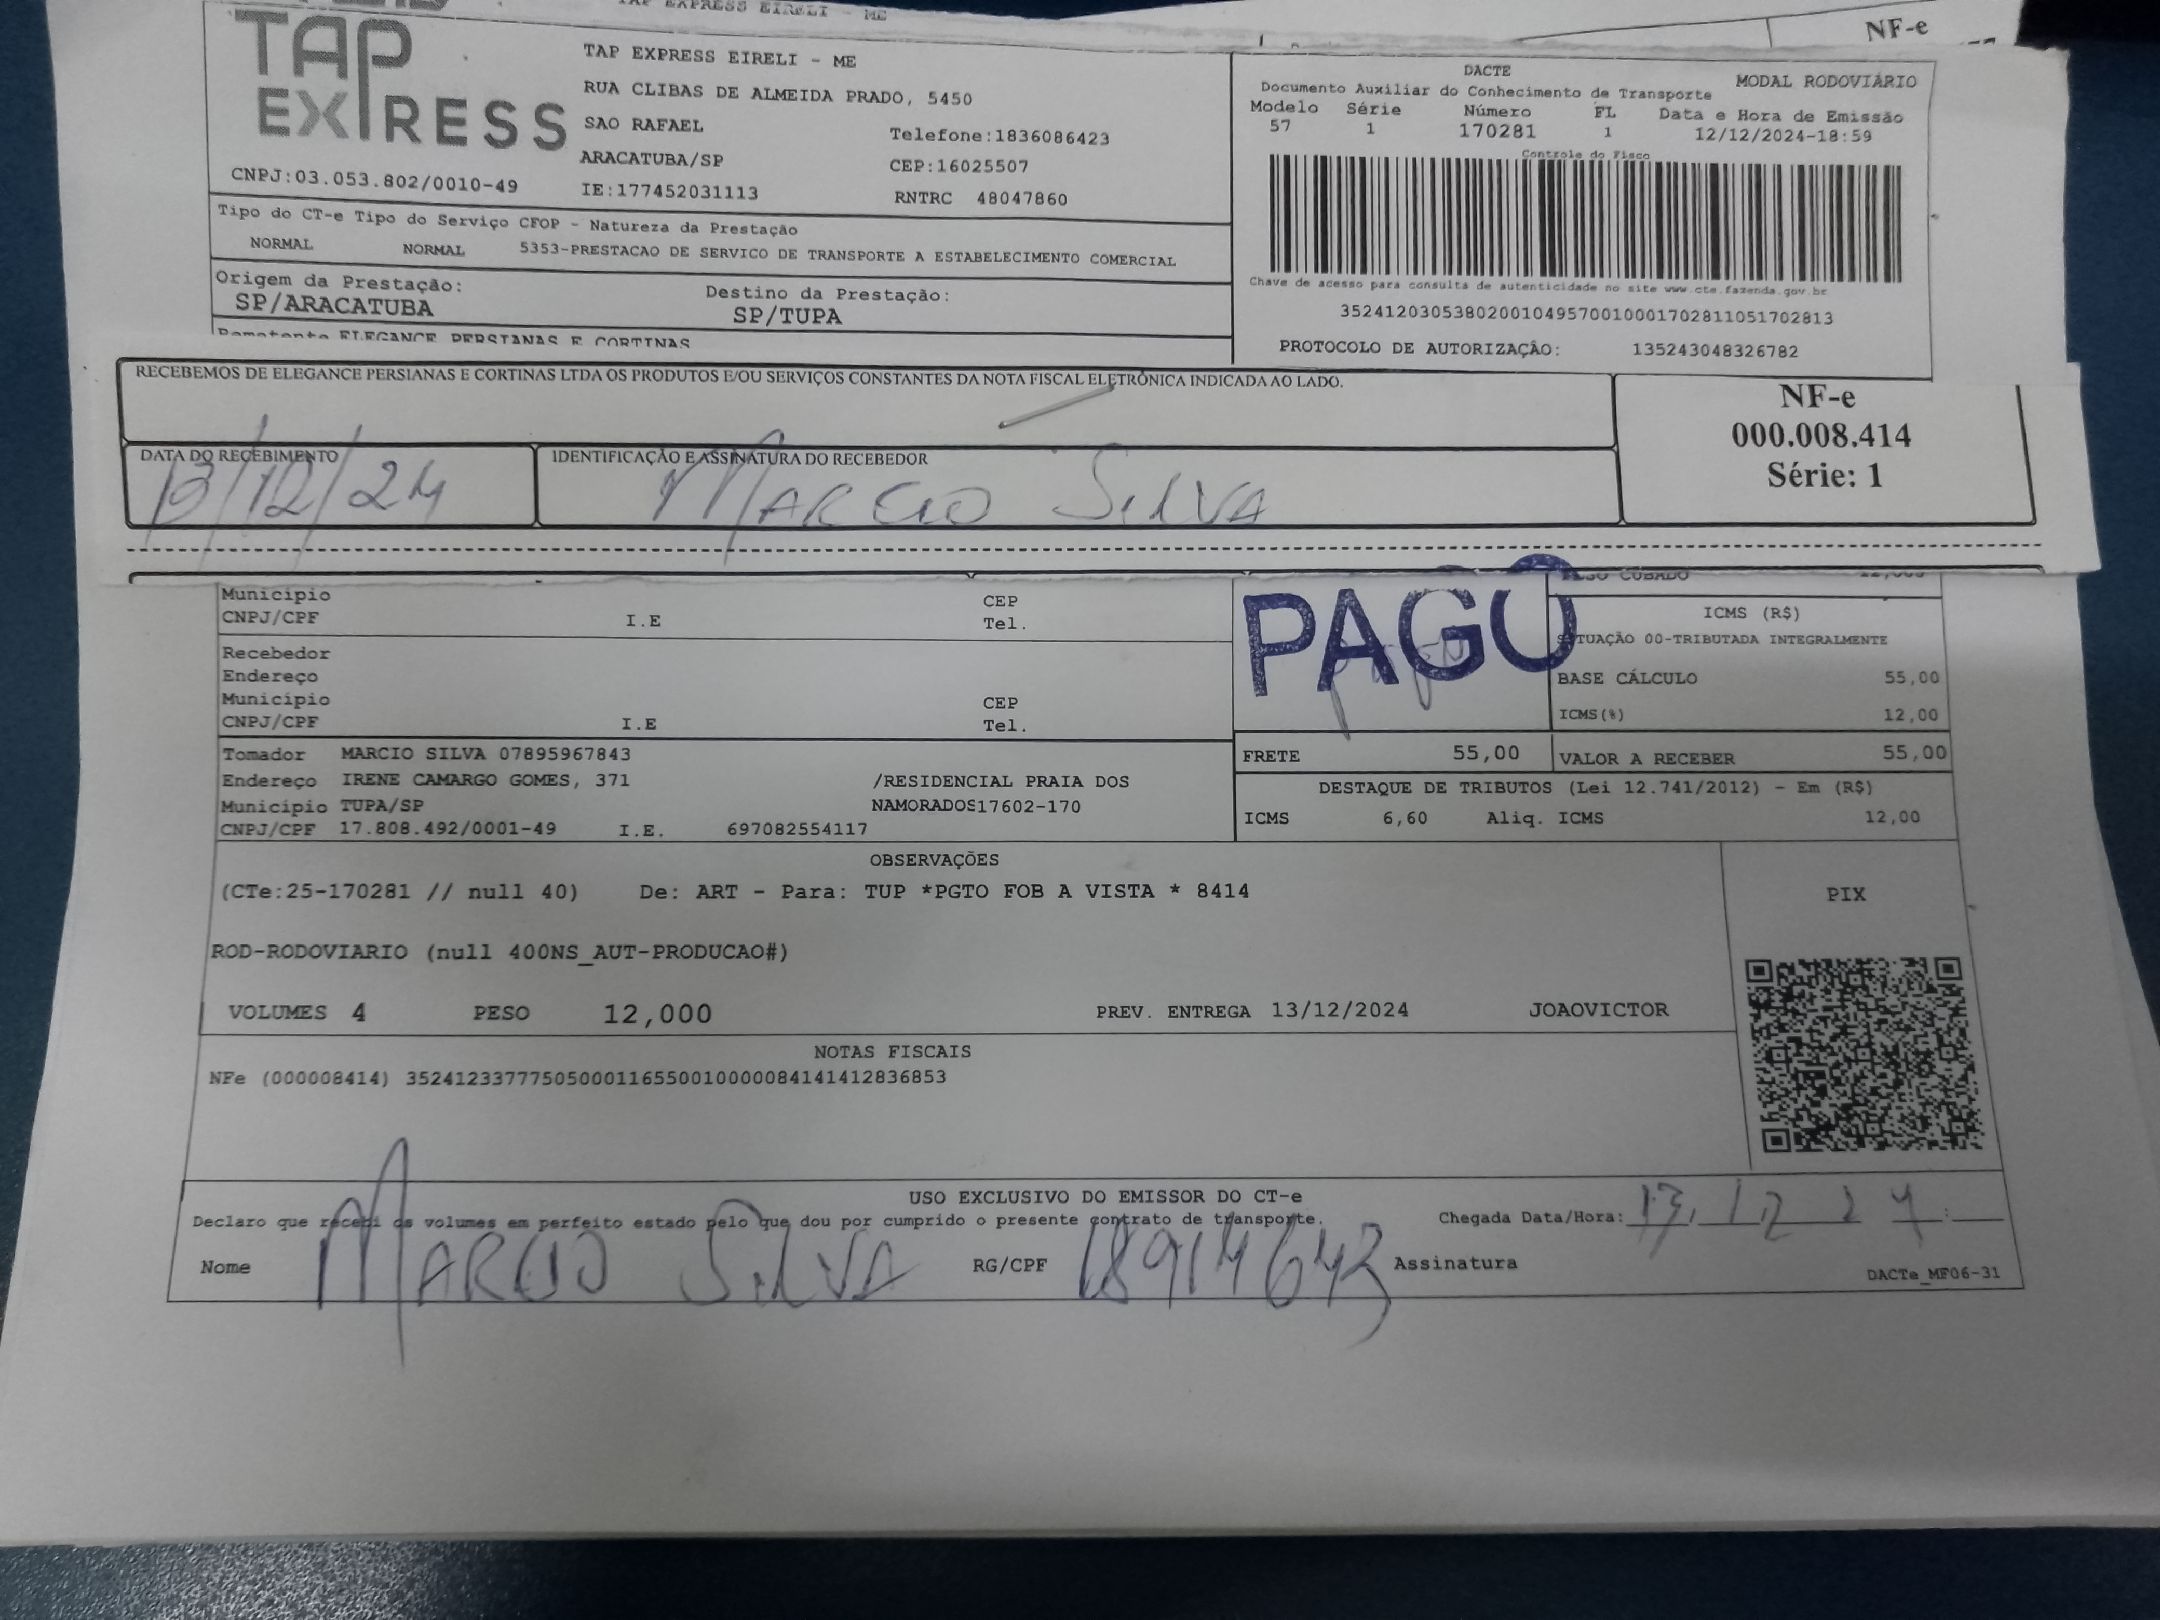 TAP EXPRESS EIRELI - ME
NF-e
TAP
EXPRESS
CNPJ:03.053.802/0010-49
TAP EXPRESS EIRELI - ME
RUA CLIBAS DE ALMEIDA PRADO, 5450
SAO RAFAEL
Telefone:1836086423
ARACATUBA/SP
CEP:16025507
IE:177452031113
RNTRC 48047860
DACTE
MODAL RODOVIÁRIO
Documento Auxiliar do Conhecimento de Transporte
Modelo Série Número FL Data e Hora de Emissão
57 1 170281 1 12/12/2024-18:59
Controle do Fisco
Tipo do CT-e Tipo do Serviço CFOP - Natureza da Prestação
NORMAL NORMAL 5353-PRESTACAO DE SERVICO DE TRANSPORTE A ESTABELECIMENTO COMERCIAL
Origem da Prestação: Destino da Prestação:
SP/ARACATUBA SP/TUPA
Chave de acesso para consulta de autenticidade no site www.cte.fazenda.gov.br
35241203053802001049570010001702811051702813
PROTOCOLO DE AUTORIZAÇÃO: 135243048326782
Remetente ELEGANCE PERSIANAS E CORTINAS
RECEBEMOS DE ELEGANCE PERSIANAS E CORTINAS LTDA OS PRODUTOS E/OU SERVIÇOS CONSTANTES DA NOTA FISCAL ELETRÔNICA INDICADA AO LADO.
NF-e
000.008.414
Série: 1
DATA DO RECEBIMENTO
13/12/24
IDENTIFICAÇÃO E ASSINATURA DO RECEBEDOR
MARCIO SILVA
Município CEP
CNPJ/CPF I.E Tel.
Recebedor
Endereço
Município CEP
CNPJ/CPF I.E Tel.
PAGO
PESO CUBADO
ICMS (R$)
SITUAÇÃO 00-TRIBUTADA INTEGRALMENTE
BASE CÁLCULO 55,00
ICMS(%) 12,00
FRETE 55,00 VALOR A RECEBER 55,00
Tomador MARCIO SILVA 07895967843
Endereço IRENE CAMARGO GOMES, 371 /RESIDENCIAL PRAIA DOS
Município TUPA/SP NAMORADOS17602-170
CNPJ/CPF 17.808.492/0001-49 I.E. 697082554117
DESTAQUE DE TRIBUTOS (Lei 12.741/2012) - Em (R$)
ICMS 6,60 Aliq. ICMS 12,00
OBSERVAÇÕES
(CTe:25-170281 // null 40) De: ART - Para: TUP *PGTO FOB A VISTA * 8414
PIX
ROD-RODOVIARIO (null 400NS_AUT-PRODUCAO#)
VOLUMES 4 PESO 12,000 PREV. ENTREGA 13/12/2024 JOAOVICTOR
NOTAS FISCAIS
NFe (000008414) 35241233777505000116550010000084141412836853
USO EXCLUSIVO DO EMISSOR DO CT-e
Declaro que recebi os volumes em perfeito estado pelo que dou por cumprido o presente contrato de transporte.
Chegada Data/Hora: 13/12 24
Nome MARCIO SILVA RG/CPF 18914643 Assinatura
DACTe_MF06-31